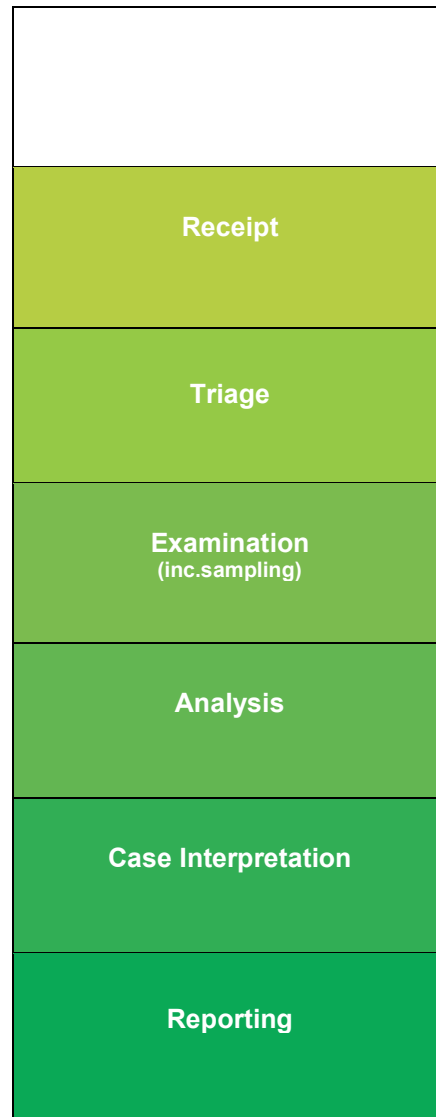 Receipt
Triage
Examination
(inc.sampling)
Analysis
Case Interpretation
Reporting